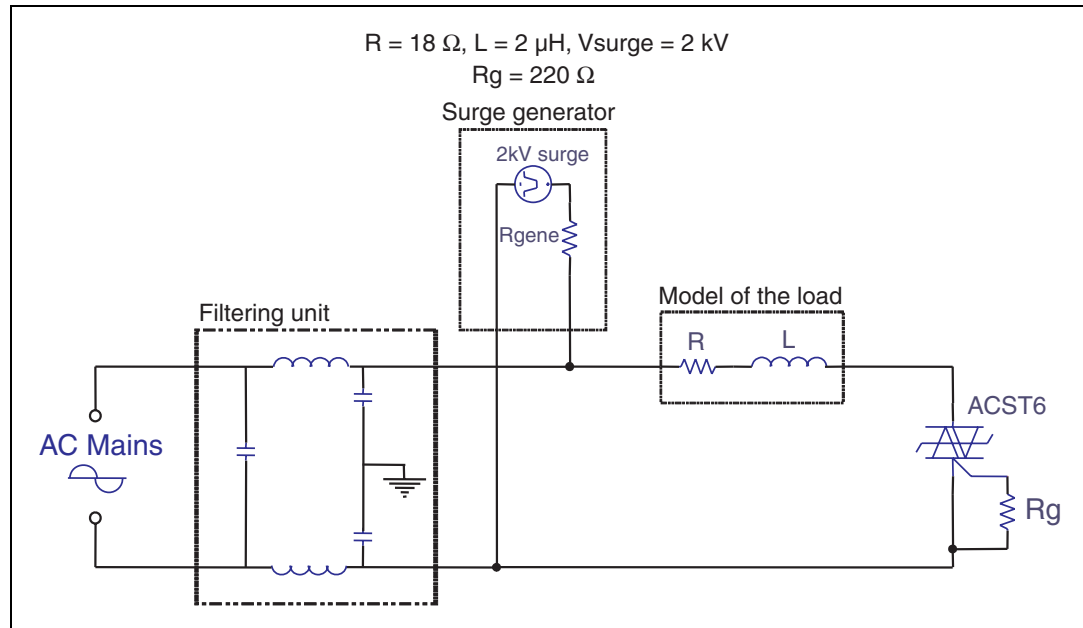 R = 18 Ω, L = 2 µH, Vsurge = 2 kV
Rg = 220 Ω
Surge generator
2kV surge
Rgene
Filtering unit
Model of the load
R
L
ACST6
AC Mains
Rg